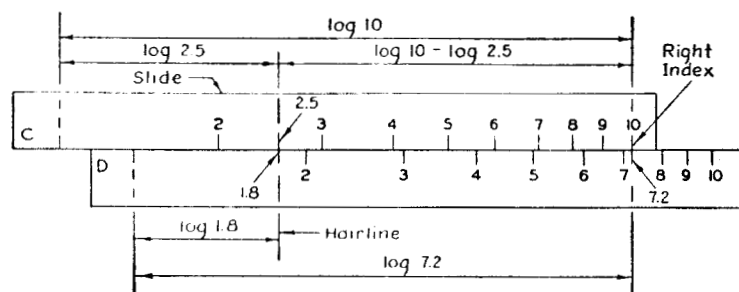 log 10
log 2.5 log 10 - log 2.5
Right
Index
Slide
2.5
C 2 3 4 5 6 7 8 9 10
D 2 3 4 5 6 7 8 9 10
1.8 7.2
log 1.8 Hairline
log 7.2